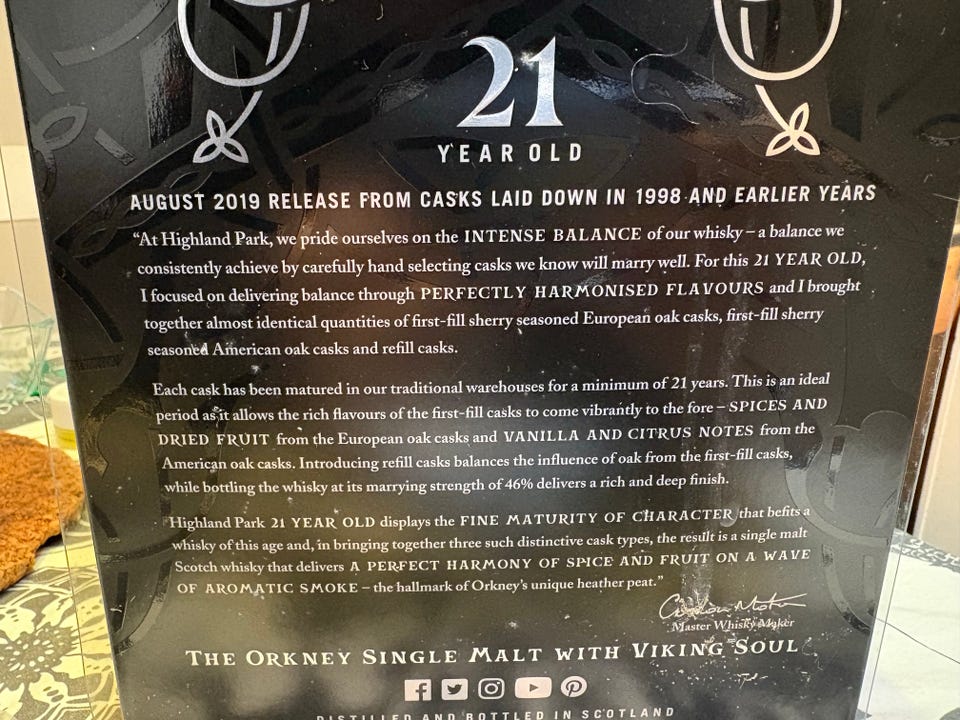 21
YEAR OLD
AUGUST 2019 RELEASE FROM CASKS LAID DOWN IN 1998 AND EARLIER YEARS
“At Highland Park, we pride ourselves on the INTENSE BALANCE of our whisky – a balance we
consistently achieve by carefully hand selecting casks we know will marry well. For this 21 YEAR OLD,
I focused on delivering balance through PERFECTLY HARMONISED FLAVOURS and I brought
together almost identical quantities of first-fill sherry seasoned European oak casks, first-fill sherry
seasoned American oak casks and refill casks.
Each cask has been matured in our traditional warehouses for a minimum of 21 years. This is an ideal
period as it allows the rich flavours of the first-fill casks to come vibrantly to the fore – SPICES AND
DRIED FRUIT from the European oak casks and VANILLA AND CITRUS NOTES from the
American oak casks. Introducing refill casks balances the influence of oak from the first-fill casks,
while bottling the whisky at its marrying strength of 46% delivers a rich and deep finish.
Highland Park 21 YEAR OLD displays the FINE MATURITY OF CHARACTER that befits a
whisky of this age and, in bringing together three such distinctive cask types, the result is a single malt
Scotch whisky that delivers A PERFECT HARMONY OF SPICE AND FRUIT ON A WAVE
OF AROMATIC SMOKE – the hallmark of Orkney’s unique heather peat.”
Master Whisky Maker
THE ORKNEY SINGLE MALT WITH VIKING SOUL
DISTILLED AND BOTTLED IN SCOTLAND